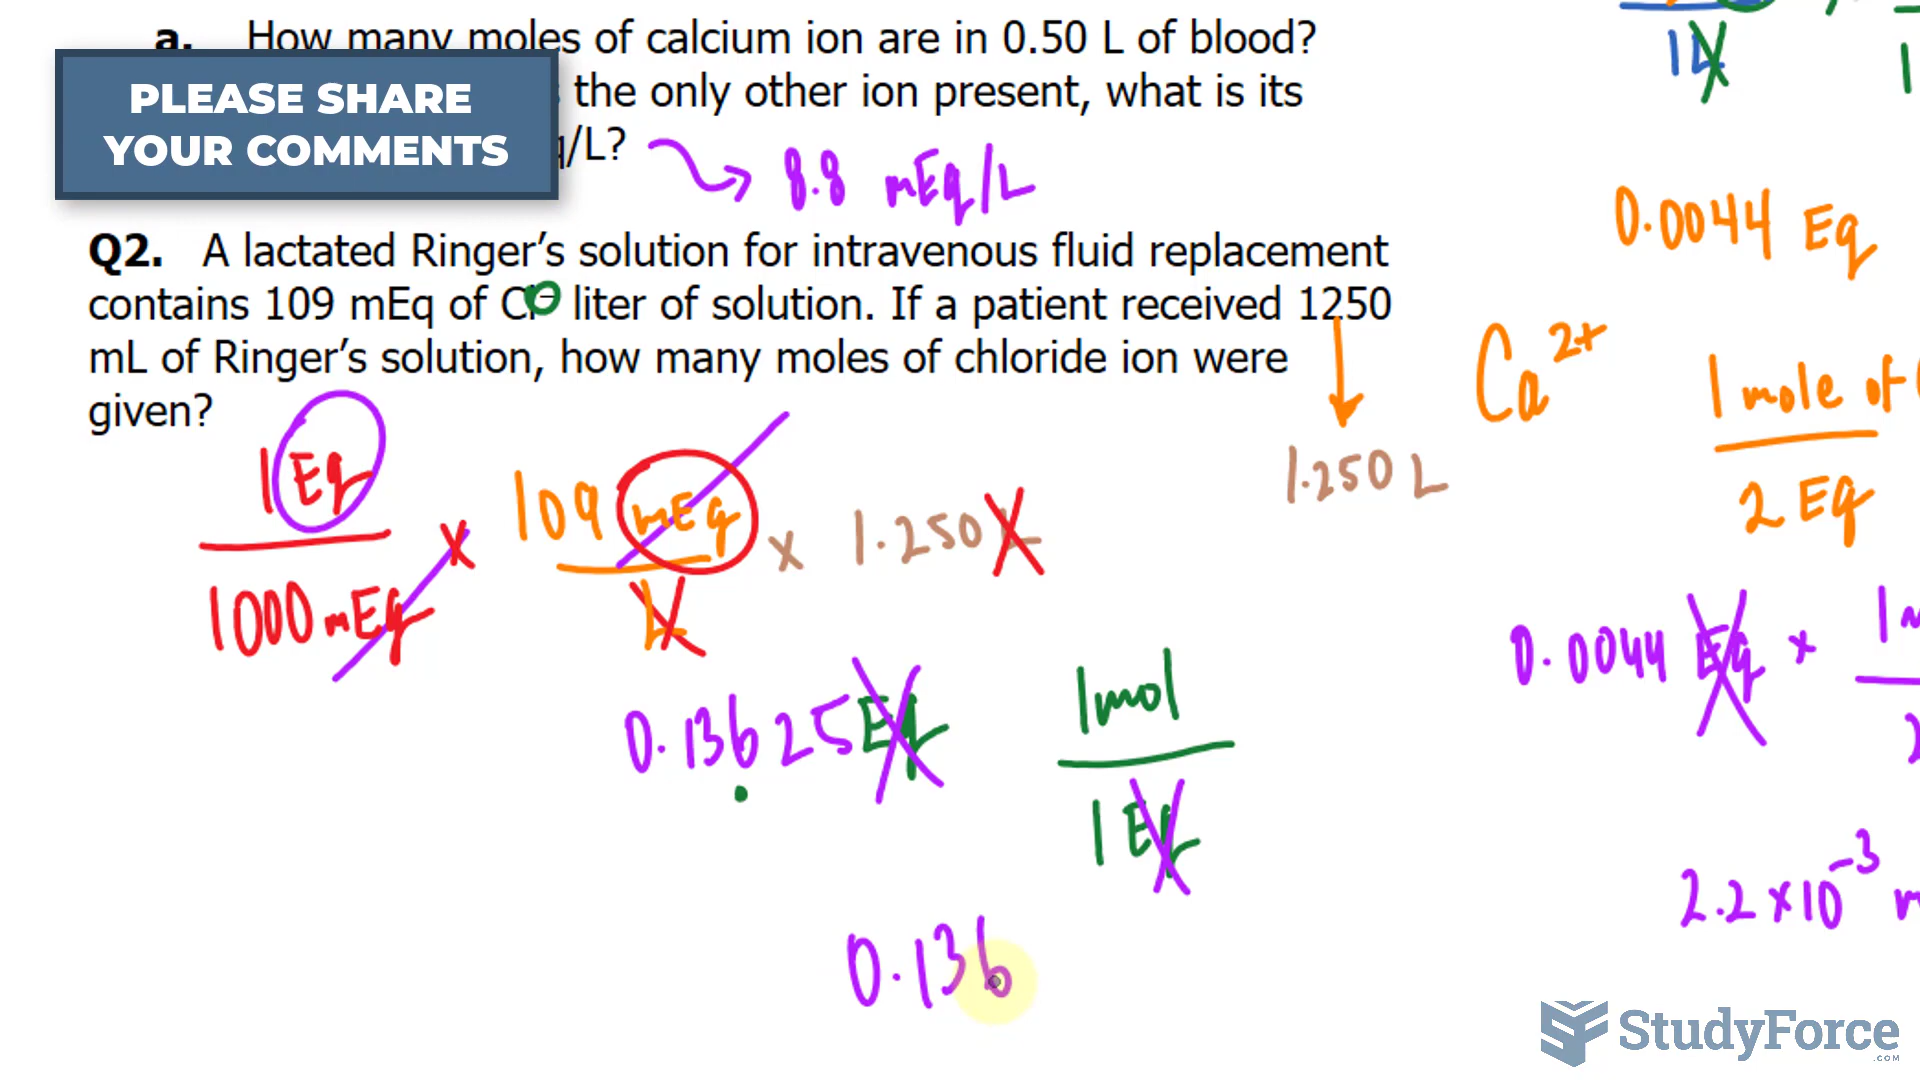 a. How many moles of calcium ion are in 0.50 L of blood?
PLEASE SHARE
YOUR COMMENTS
the only other ion present, what is its
q/L?
8.8 mEq/L
Q2. A lactated Ringer’s solution for intravenous fluid replacement
contains 109 mEq of Cl⁻ liter of solution. If a patient received 1250
mL of Ringer’s solution, how many moles of chloride ion were
given?
1 Eq
1000 mEq
x
109 mEq
L
x 1.250 L
1.250 L
0.13625 Eq
1 mol
1 Eq
0.136
1 L
1
0.0044 Eq
Ca²⁺
1 mole of
2 Eq
0.0044 Eq x
1
2
2.2 x 10⁻³
StudyForce
.COM